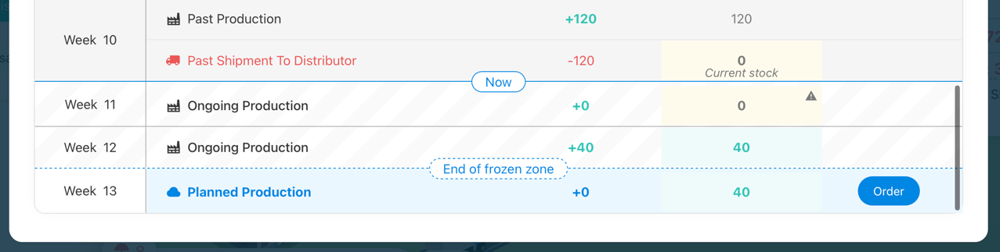 Past Production +120 120
Week 10
Past Shipment To Distributor -120 0
Current stock
Now
Week 11 Ongoing Production +0 0
Week 12 Ongoing Production +40 40
End of frozen zone
Week 13 Planned Production +0 40 Order